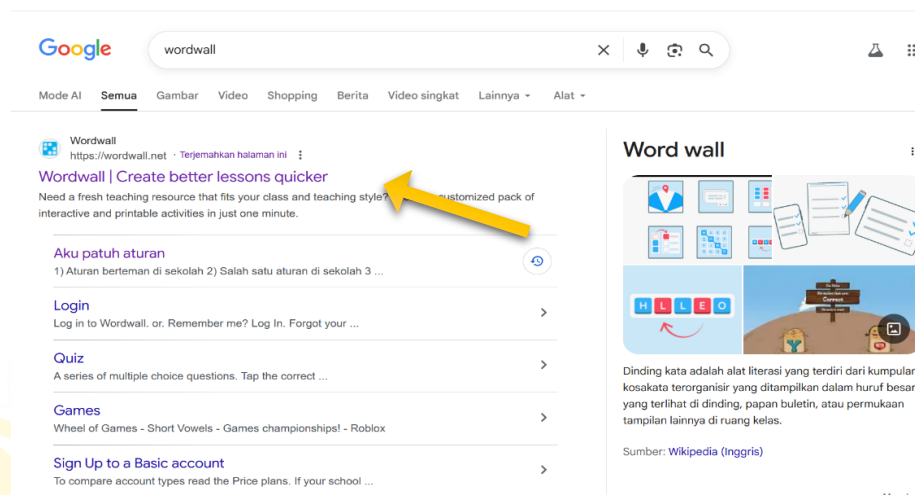 Google
wordwall
Mode AI Semua Gambar Video Shopping Berita Video singkat Lainnya Alat
Wordwall
https://wordwall.net · Terjemahkan halaman ini
Wordwall | Create better lessons quicker
Need a fresh teaching resource that fits your class and teaching style? customized pack of
interactive and printable activities in just one minute.
Aku patuh aturan
1) Aturan berteman di sekolah 2) Salah satu aturan di sekolah 3 ...
Login
Log in to Wordwall. or. Remember me? Log In. Forgot your ...
Quiz
A series of multiple choice questions. Tap the correct ...
Games
Wheel of Games - Short Vowels - Games championships! - Roblox
Sign Up to a Basic account
To compare account types read the Price plans. If your school ...
Word wall
H L L E O
Correct
Dinding kata adalah alat literasi yang terdiri dari kumpulan
kosakata terorganisir yang ditampilkan dalam huruf besar
yang terlihat di dinding, papan buletin, atau permukaan
tampilan lainnya di ruang kelas.
Sumber: Wikipedia (Inggris)